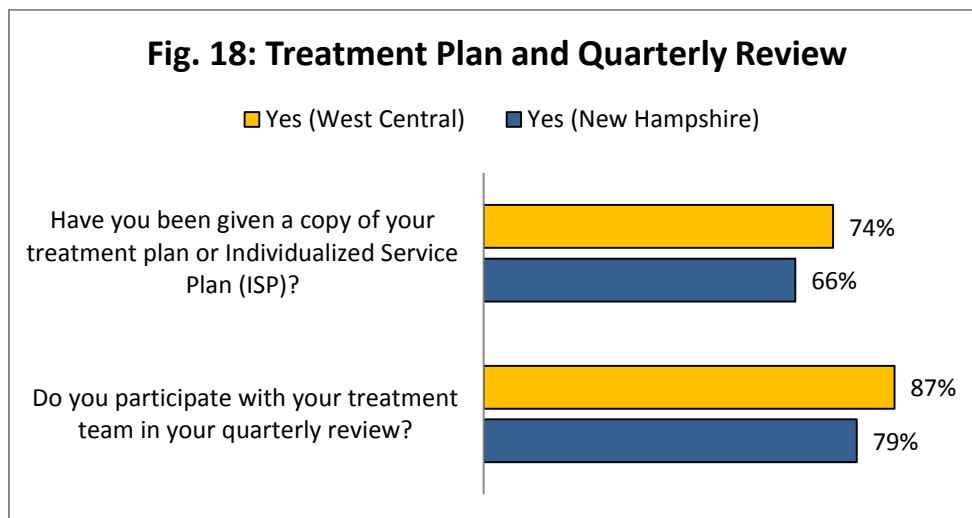 Fig. 18: Treatment Plan and Quarterly Review
Yes (West Central) Yes (New Hampshire)
Have you been given a copy of your
treatment plan or Individualized Service
Plan (ISP)?
74%
66%
Do you participate with your treatment
team in your quarterly review?
87%
79%